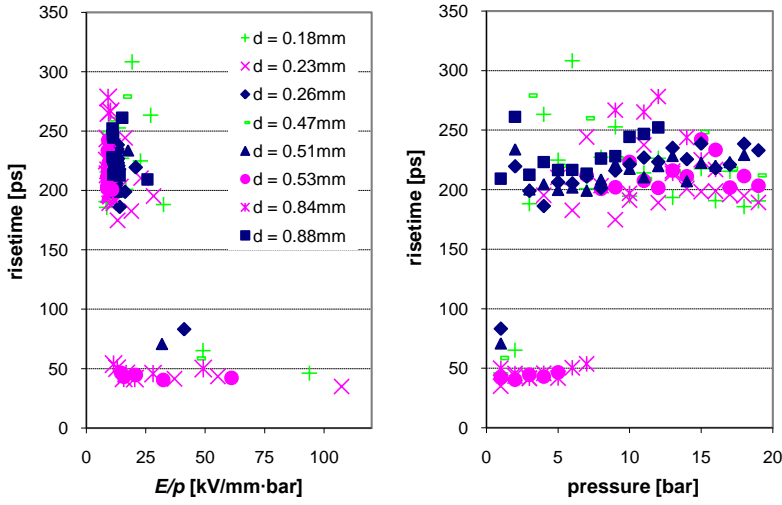 350
300
250
200
150
100
50
0
risetime [ps]
0
25
50
75
100
E/p [kV/mm·bar]
d = 0.18mm
d = 0.23mm
d = 0.26mm
d = 0.47mm
d = 0.51mm
d = 0.53mm
d = 0.84mm
d = 0.88mm
350
300
250
200
150
100
50
0
risetime [ps]
0
5
10
15
20
pressure [bar]